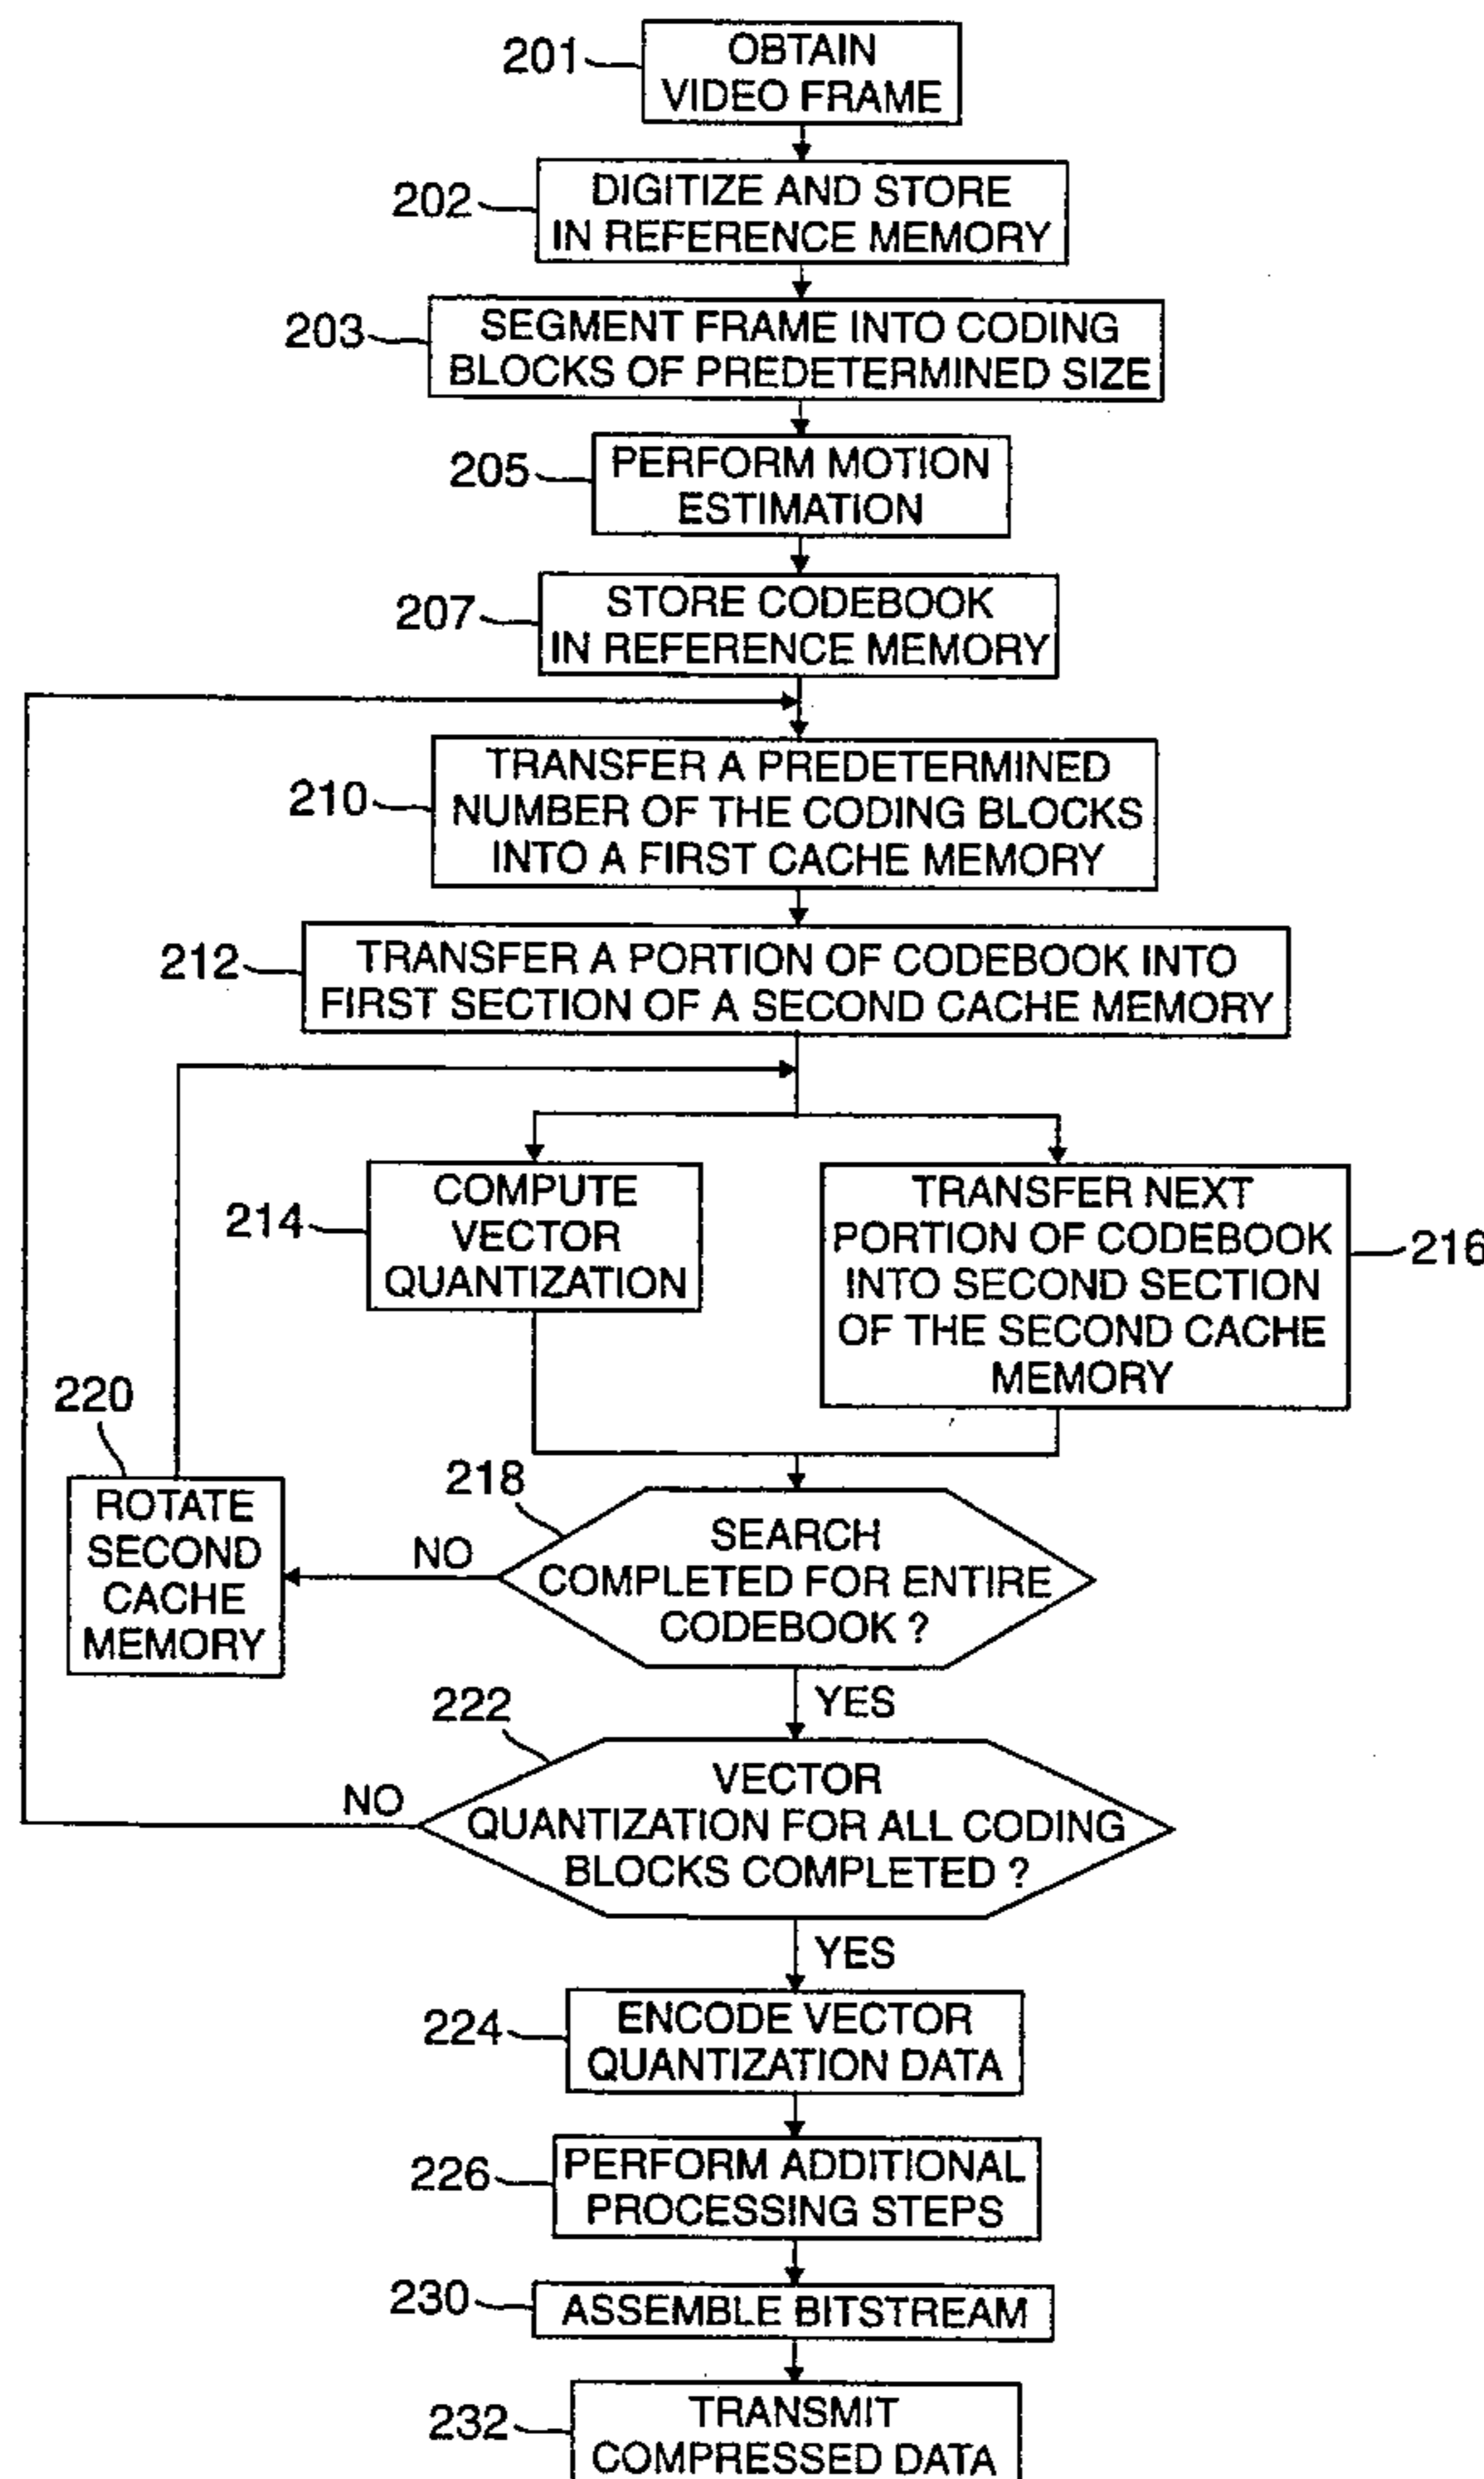 201
OBTAIN
VIDEO FRAME
202
DIGITIZE AND STORE
IN REFERENCE MEMORY
203
SEGMENT FRAME INTO CODING
BLOCKS OF PREDETERMINED SIZE
205
PERFORM MOTION
ESTIMATION
207
STORE CODEBOOK
IN REFERENCE MEMORY
210
TRANSFER A PREDETERMINED
NUMBER OF THE CODING BLOCKS
INTO A FIRST CACHE MEMORY
212
TRANSFER A PORTION OF CODEBOOK INTO
FIRST SECTION OF A SECOND CACHE MEMORY
214
COMPUTE
VECTOR
QUANTIZATION
TRANSFER NEXT
PORTION OF CODEBOOK
INTO SECOND SECTION
OF THE SECOND CACHE
MEMORY
216
220
ROTATE
SECOND
CACHE
MEMORY
NO
218
SEARCH
COMPLETED FOR ENTIRE
CODEBOOK ?
YES
222
NO
VECTOR
QUANTIZATION FOR ALL CODING
BLOCKS COMPLETED ?
YES
224
ENCODE VECTOR
QUANTIZATION DATA
226
PERFORM ADDITIONAL
PROCESSING STEPS
230
ASSEMBLE BITSTREAM
232
TRANSMIT
COMPRESSED DATA